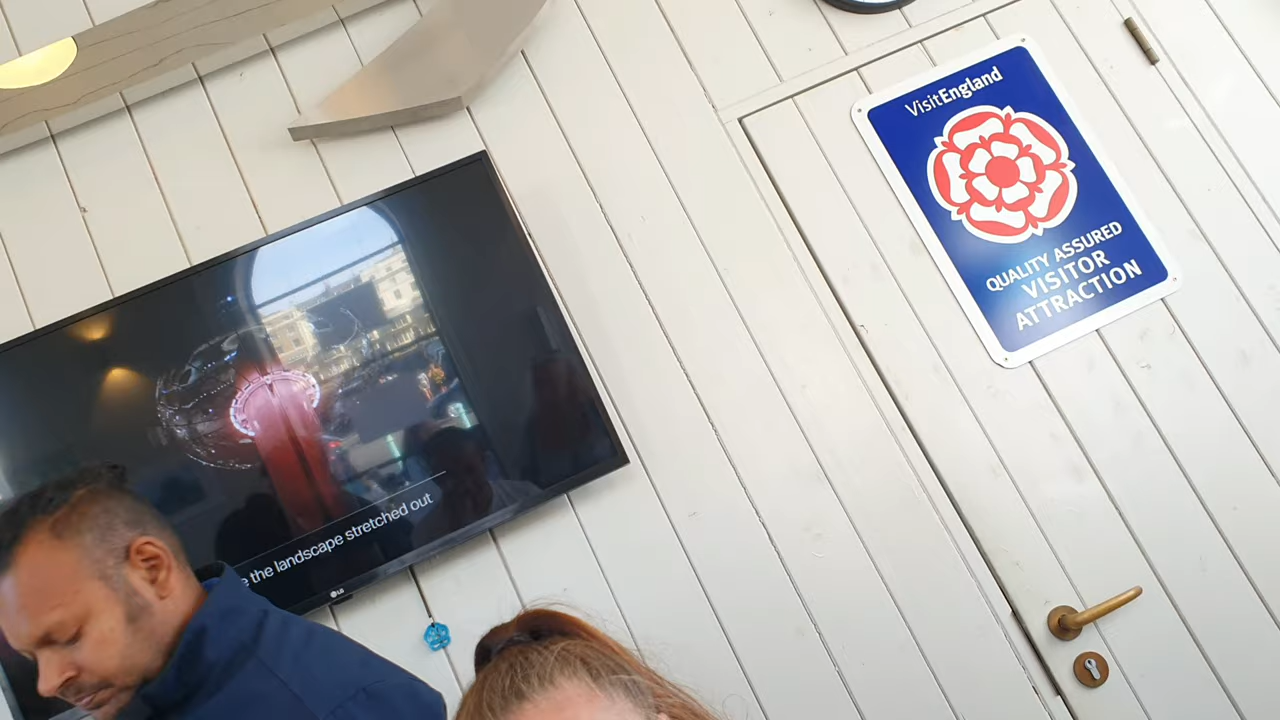 VisitEngland
QUALITY ASSURED
VISITOR
ATTRACTION
the landscape stretched out
LG